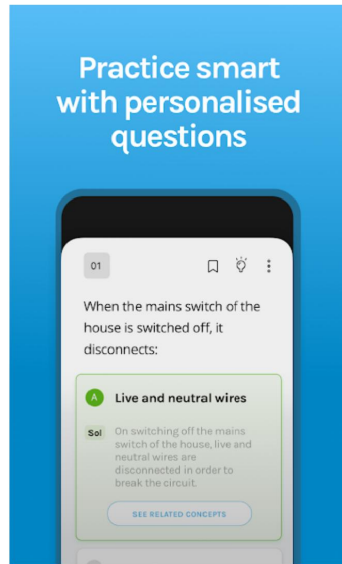 Practice smart
with personalised
questions
01
When the mains switch of the
house is switched off, it
disconnects:
A Live and neutral wires
Sol On switching off the mains
switch of the house, live and
neutral wires are
disconnected in order to
break the circuit.
SEE RELATED CONCEPTS